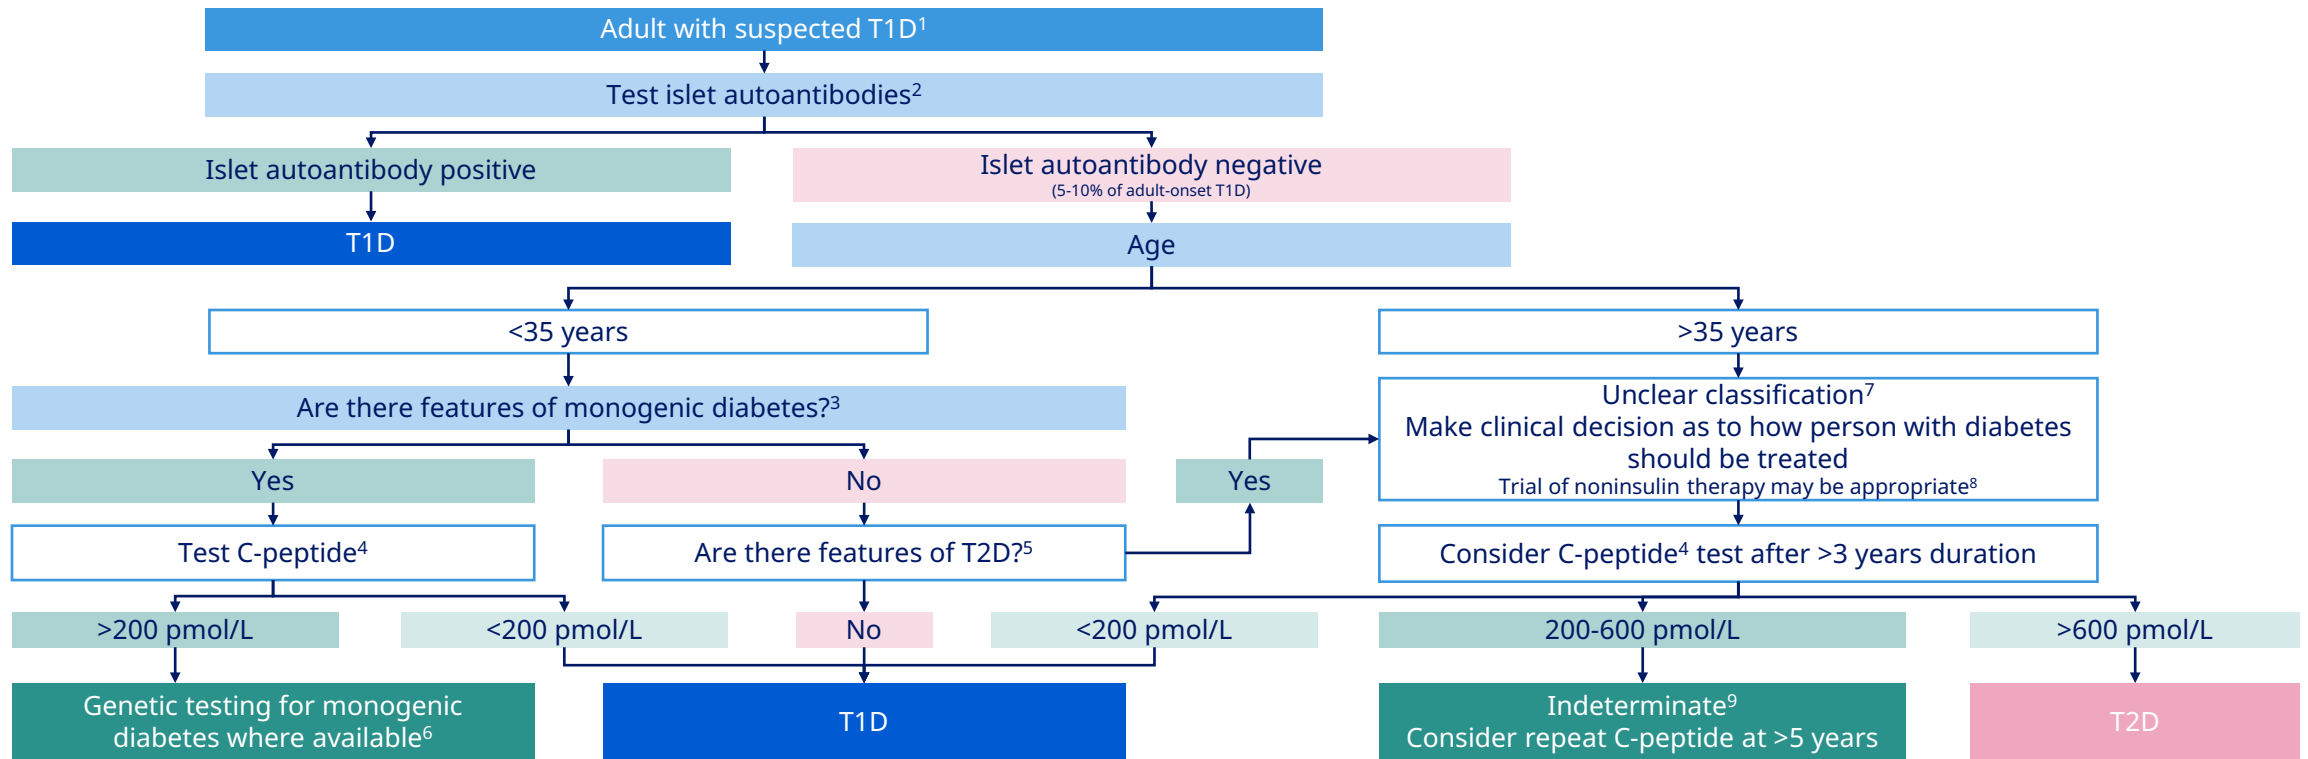 Adult with suspected T1D¹
Test islet autoantibodies²
Islet autoantibody positive
Islet autoantibody negative
(5-10% of adult-onset T1D)
T1D
Age
<35 years
>35 years
Are there features of monogenic diabetes?³
Unclear classification⁷
Make clinical decision as to how person with diabetes
should be treated
Trial of noninsulin therapy may be appropriate⁸
Yes
No
Yes
Test C-peptide⁴
Are there features of T2D?⁵
Consider C-peptide⁴ test after >3 years duration
>200 pmol/L
<200 pmol/L
No
<200 pmol/L
200-600 pmol/L
>600 pmol/L
Genetic testing for monogenic
diabetes where available⁶
T1D
Indeterminate⁹
Consider repeat C-peptide at >5 years
T2D